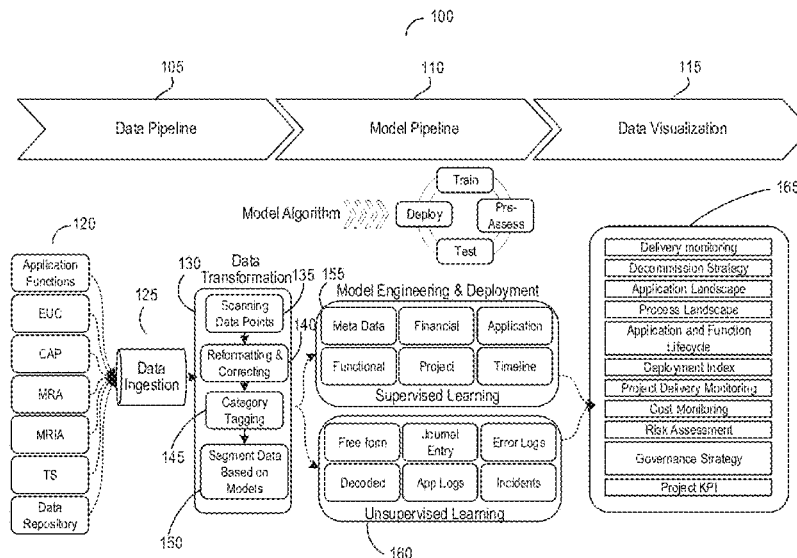 100
105
110
115
Data Pipeline
Model Pipeline
Data Visualization
Model Algorithm
Train
Deploy
Pre-
Assess
Test
120
Application
Functions
EUC
CAP
MRA
MRIA
TS
Data
Repository
125
Data
Ingestion
130
Data
Transformation
135
Scanning
Data Points
140
Reformatting &
Correcting
Category
Tagging
145
Segment Data
Based on
Models
150
155
Model Engineering & Deployment
Meta Data
Financial
Application
Functional
Project
Timeline
Supervised Learning
Free form
Journal
Entry
Error Logs
Decoded
App Logs
Incidents
Unsupervised Learning
160
165
Delivery monitoring
Decommission Strategy
Application Landscape
Process Landscape
Application and Function
Lifecycle
Deployment Index
Project Delivery Monitoring
Cost Monitoring
Risk Assessment
Governance Strategy
Project KPI